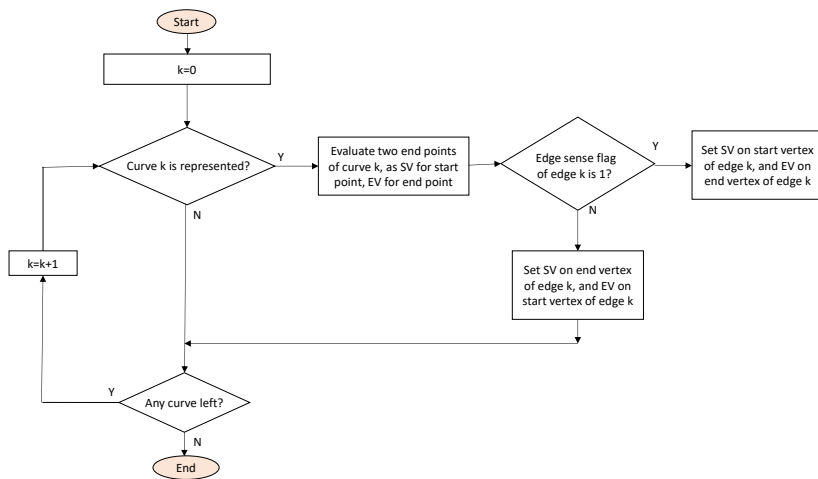 Start
k=0
Curve k is represented?
Y
Evaluate two end points
of curve k, as SV for start
point, EV for end point
Edge sense flag
of edge k is 1?
Y
Set SV on start vertex
of edge k, and EV on
end vertex of edge k
N
N
k=k+1
Set SV on end vertex
of edge k, and EV on
start vertex of edge k
Y
Any curve left?
N
End